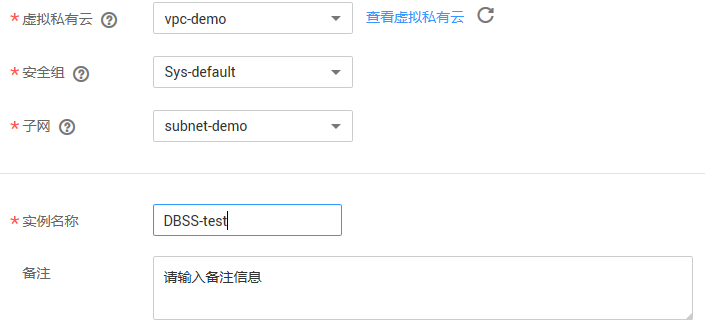 * 虚拟私有云 ? vpc-demo 查看虚拟私有云
* 安全组 ? Sys-default
* 子网 ? subnet-demo
* 实例名称 DBSS-test
备注 请输入备注信息